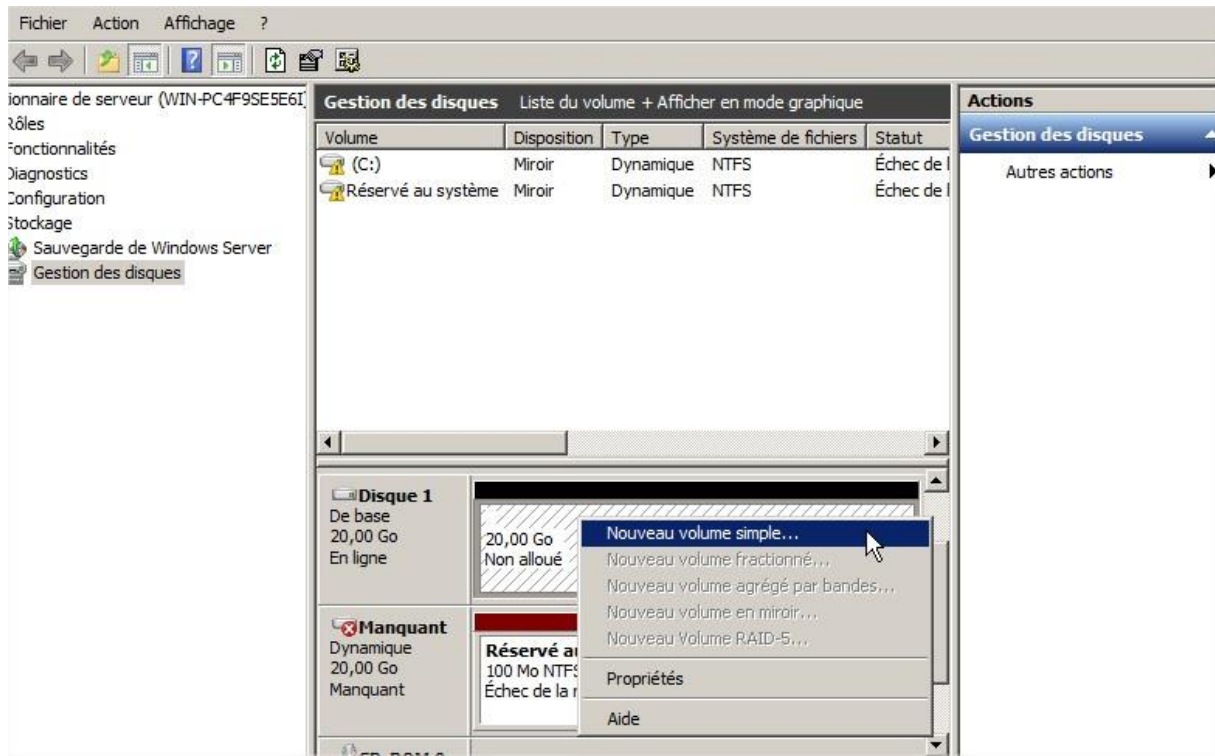 Fichier Action Affichage ?
ionnaire de serveur (WIN-PC4F9SE5E6I
Rôles
Fonctionnalités
Diagnostics
Configuration
Stockage
Sauvegarde de Windows Server
Gestion des disques
Gestion des disques Liste du volume + Afficher en mode graphique
Volume Disposition Type Système de fichiers Statut
(C:) Miroir Dynamique NTFS Échec de l
Réservé au système Miroir Dynamique NTFS Échec de l
Actions
Gestion des disques
Autres actions
Disque 1
De base
20,00 Go
En ligne
20,00 Go
Non alloué
Manquant
Dynamique
20,00 Go
Manquant
Réservé au
100 Mo NTFS
Échec de la r
Nouveau volume simple...
Nouveau volume fractionné...
Nouveau volume agrégé par bandes...
Nouveau volume en miroir...
Nouveau Volume RAID-5...
Propriétés
Aide